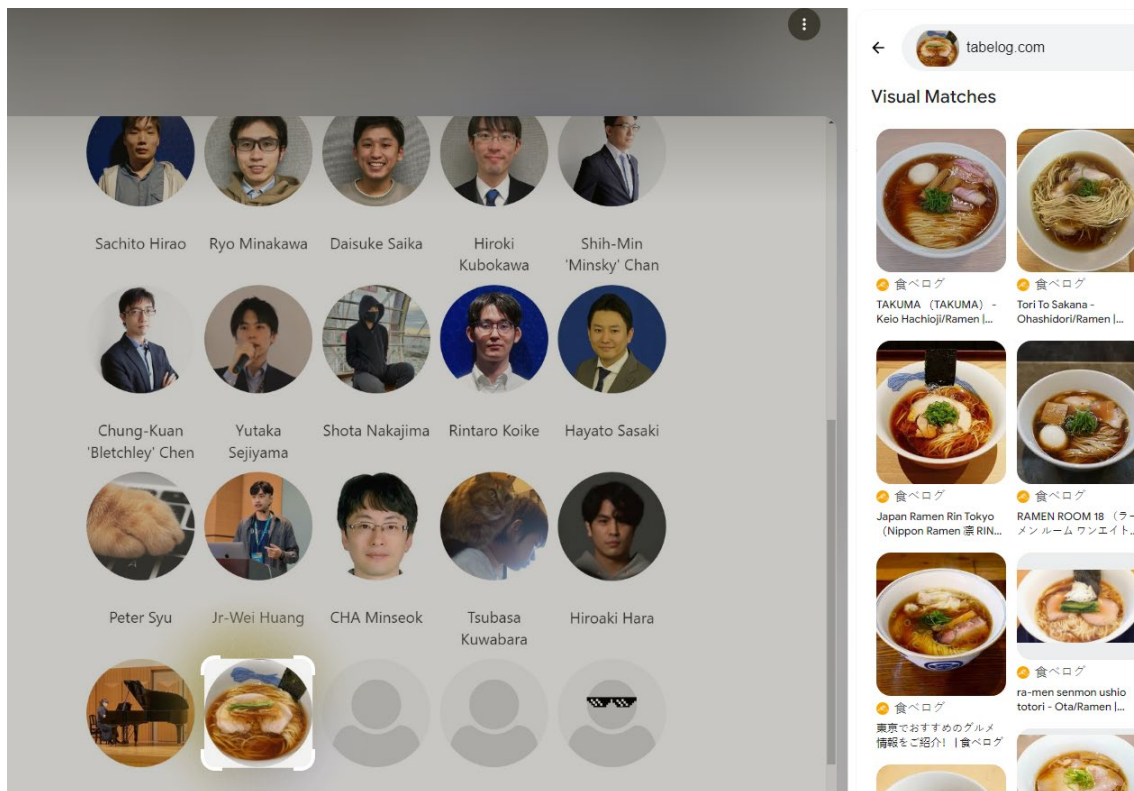 Sachito Hirao
Ryo Minakawa
Daisuke Saika
Hiroki
Kubokawa
Shih-Min
'Minsky' Chan
Chung-Kuan
'Bletchley' Chen
Yutaka
Sejiyama
Shota Nakajima
Rintaro Koike
Hayato Sasaki
Peter Syu
Jr-Wei Huang
CHA Minseok
Tsubasa
Kuwabara
Hiroaki Hara
tabelog.com
Visual Matches
食べログ
TAKUMA （TAKUMA） -
Keio Hachioji/Ramen |...
食べログ
Tori To Sakana -
Ohashidori/Ramen |...
食べログ
Japan Ramen Rin Tokyo
（Nippon Ramen 凛 RIN...
食べログ
RAMEN ROOM 18 （ラー
メン ルーム ワンエイト...
食べログ
東京でおすすめのグルメ
情報をご紹介！ | 食べログ
食べログ
ra-men senmon ushio
totori - Ota/Ramen |...